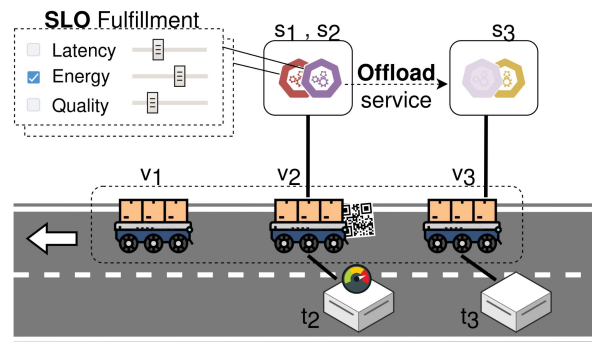 SLO Fulfillment
Latency
Energy
Quality
s1 , s2
Offload
service
s3
v1
v2
v3
t2
t3